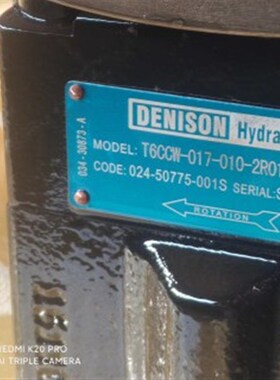 DENISON Hydra
MODEL: T6CCW-017-010-2R01
CODE: 024-50775-001S SERIAL:S
ROTATION
034-30873-A
REDMI K20 PRO
AI TRIPLE CAMERA